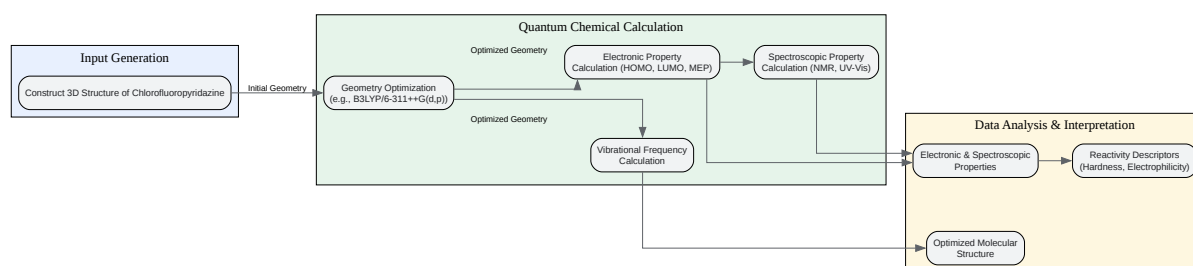 Input Generation
Construct 3D Structure of Chlorofluoropyridazine
Initial Geometry
Quantum Chemical Calculation
Geometry Optimization
(e.g., B3LYP/6-311++G(d,p))
Optimized Geometry
Optimized Geometry
Electronic Property
Calculation (HOMO, LUMO, MEP)
Spectroscopic Property
Calculation (NMR, UV-Vis)
Vibrational Frequency
Calculation
Data Analysis & Interpretation
Electronic & Spectroscopic
Properties
Reactivity Descriptors
(Hardness, Electrophilicity)
Optimized Molecular
Structure